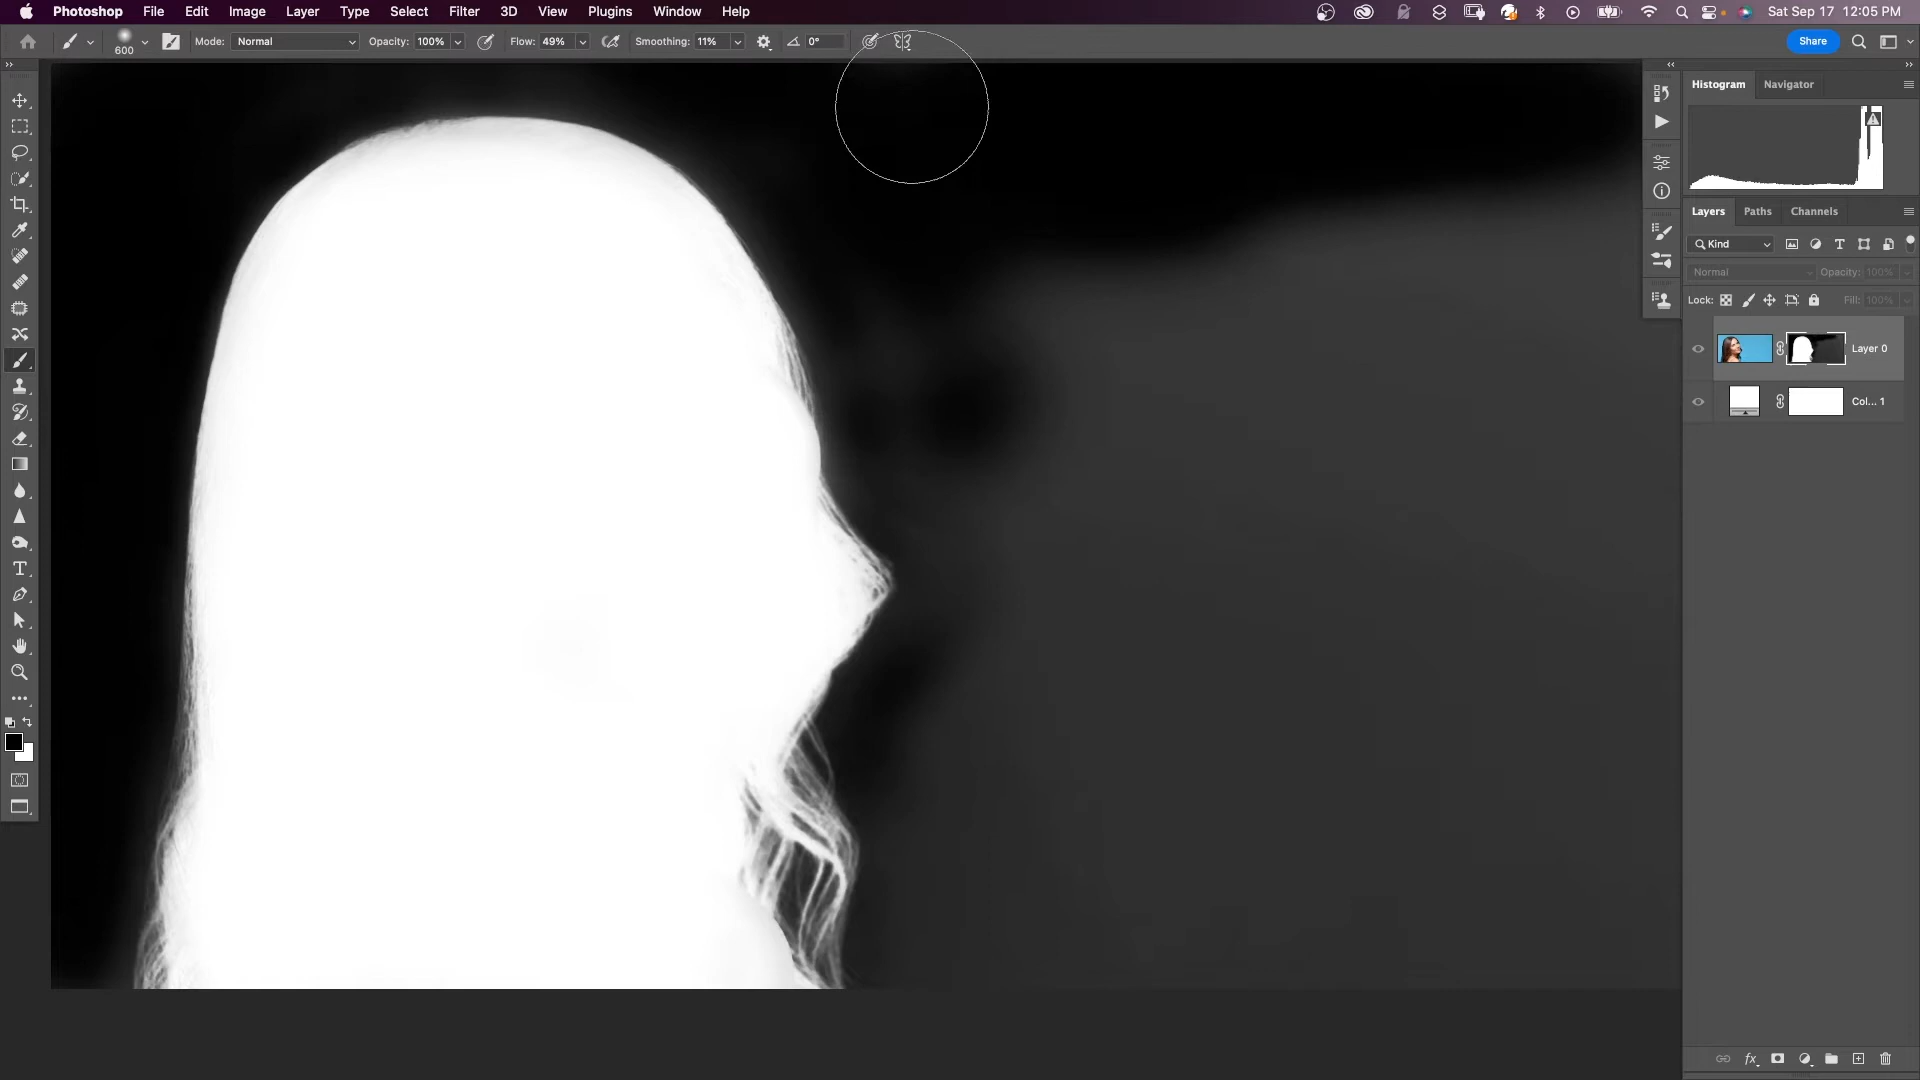 Photoshop File Edit Image Layer Type Select Filter 3D View Plugins Window Help Sat Sep 17 12:05 PM
600 Mode: Normal Opacity: 100% Flow: 49% Smoothing: 11% 0° Share
Histogram Navigator
Layers Paths Channels
Kind
Normal Opacity: 100%
Lock: Fill: 100%
Layer 0
Col... 1